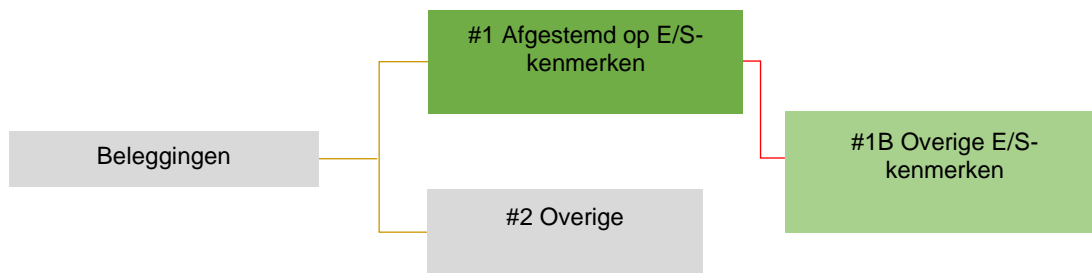 #1 Afgestemd op E/S-
kenmerken
Beleggingen
#1B Overige E/S-
kenmerken
#2 Overige